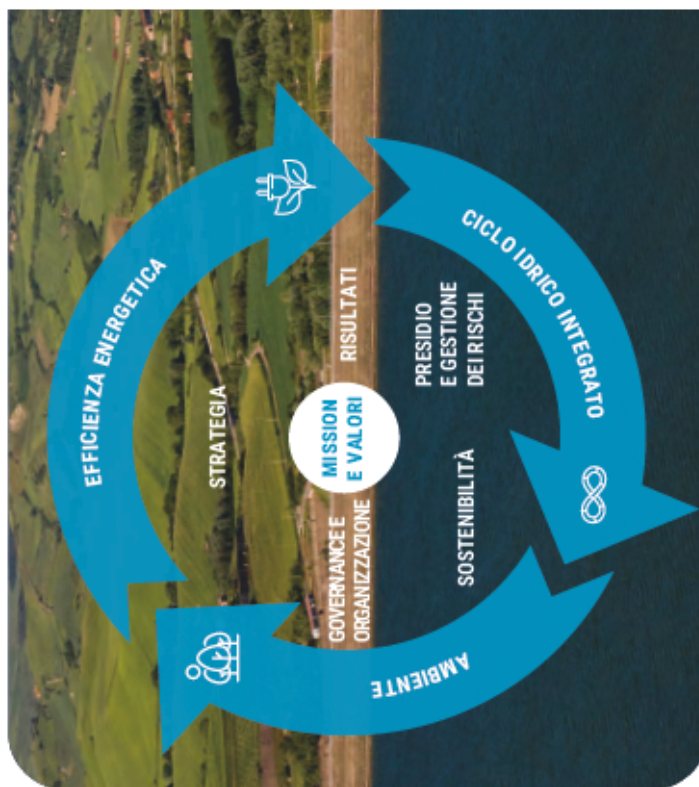 EFFICIENZA ENERGETICA
CICLO IDRICO INTEGRATO
AMBIENTE
STRATEGIA
GOVERNANCE E
ORGANIZZAZIONE
MISSION
E VALORI
RISULTATI
SOSTENIBILITÀ
PRESIDIO
E GESTIONE
DEI RISCHI